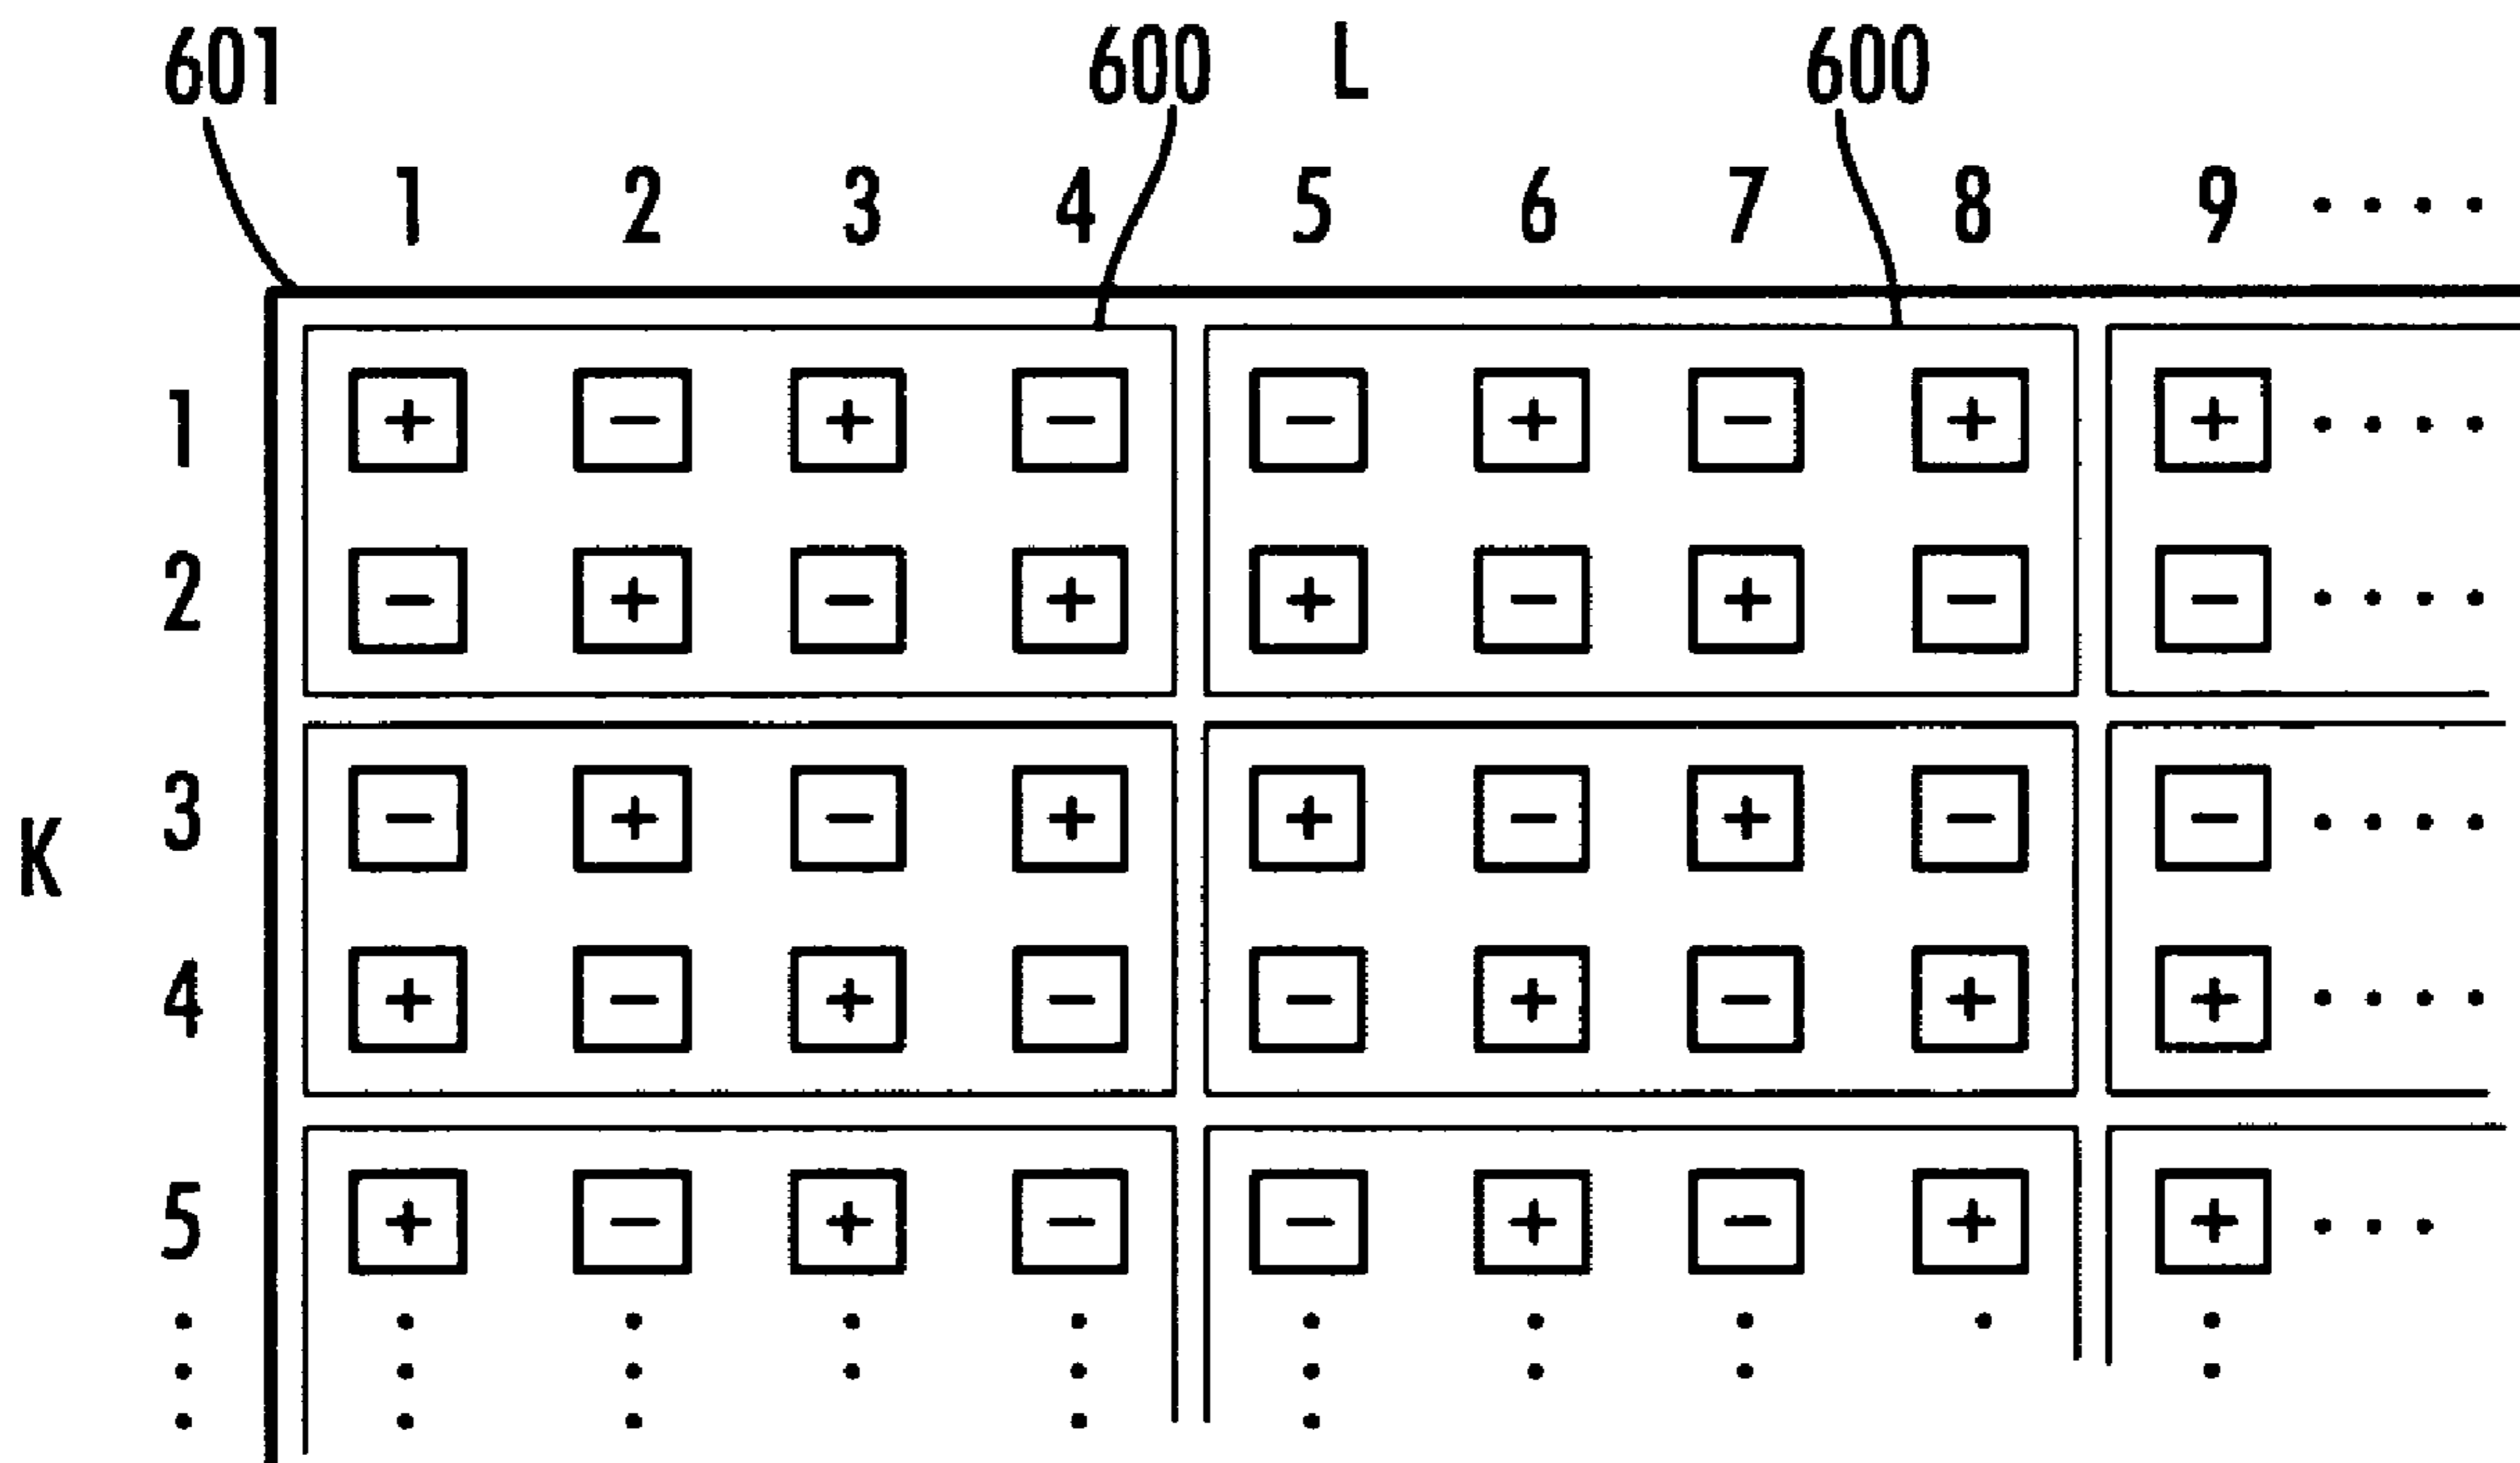 601 600 L 600
1 2 3 4 5 6 7 8 9 ....
1 + − + − − + − + + ....
2 − + − + + − + − − ....
3 − + − + + − + − − ....
K
4 + − + − − + − + + ....
5 + − + − − + − + + ...